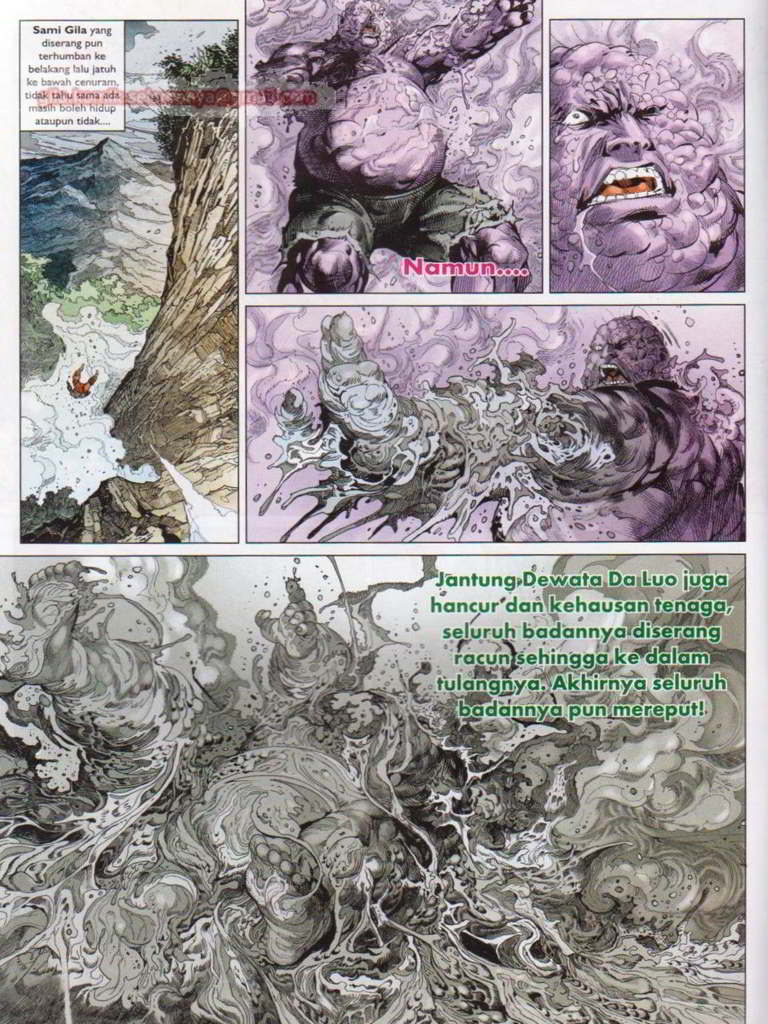 Sami Gila yang
diserang pun
terhumban ke
belakang lalu jatuh
ke bawah cenuram,
tidak tahu sama ada
masih boleh hidup
ataupun tidak....
Namun....
Jantung Dewata Da Luo juga
hancur dan kehausan tenaga,
seluruh badannya diserang
racun sehingga ke dalam
tulangnya. Akhirnya seluruh
badannya pun mereput!